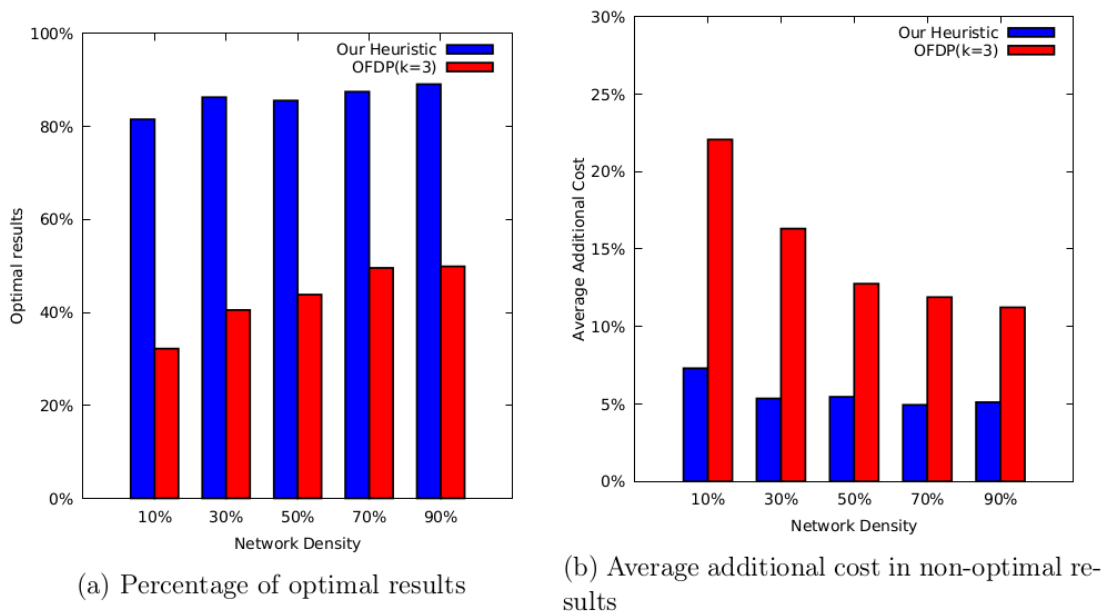 100%
80%
60%
40%
20%
0%
Optimal results
Our Heuristic
OFDP(k=3)
10% 30% 50% 70% 90%
Network Density
(a) Percentage of optimal results
30%
25%
20%
15%
10%
5%
0%
Average Additional Cost
Our Heuristic
OFDP(k=3)
10% 30% 50% 70% 90%
Network Density
(b) Average additional cost in non-optimal re-
sults